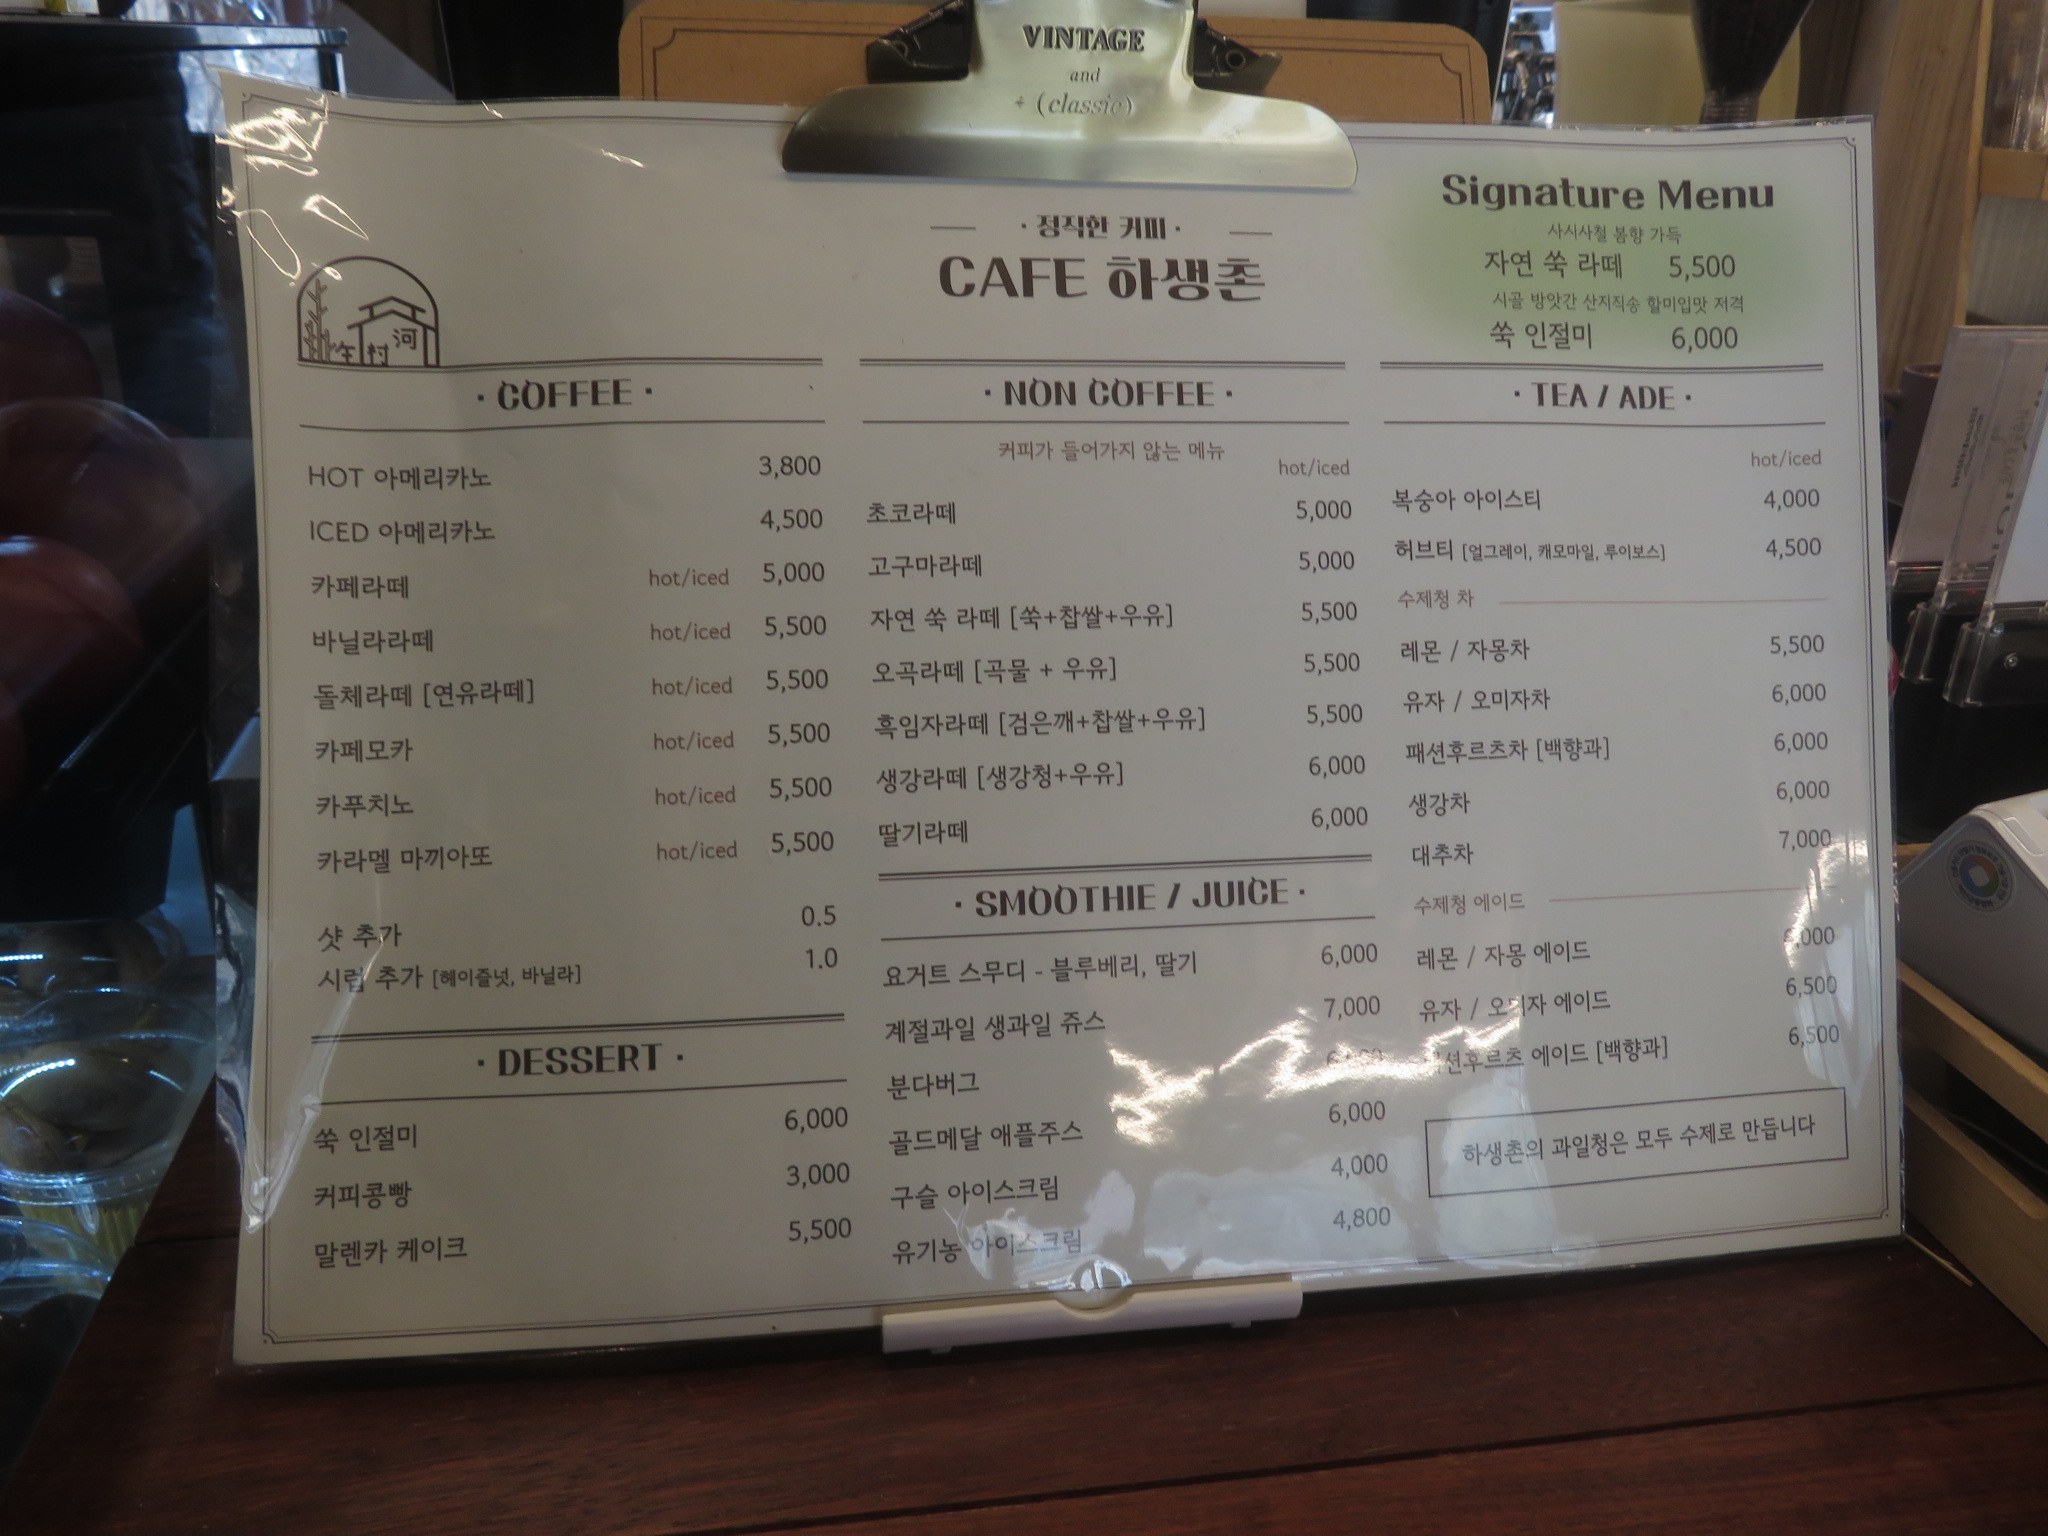 VINTAGE
and
(classic)
· 정직한 커피 ·
CAFE 하생촌
河
村
Signature Menu
사시사철 봄향 가득
자연 쑥 라떼 5,500
시골 방앗간 산지직송 할미입맛 저격
쑥 인절미 6,000
· COFFEE ·
HOT 아메리카노 3,800
ICED 아메리카노 4,500
카페라떼 hot/iced 5,000
바닐라라떼 hot/iced 5,500
돌체라떼 [연유라떼] hot/iced 5,500
카페모카 hot/iced 5,500
카푸치노 hot/iced 5,500
카라멜 마끼아또 hot/iced 5,500
샷 추가 0.5
시럽 추가 [헤이즐넛, 바닐라] 1.0
· DESSERT ·
쑥 인절미 6,000
커피콩빵 3,000
말렌카 케이크 5,500
· NON COFFEE ·
커피가 들어가지 않는 메뉴
hot/iced
초코라떼 5,000
고구마라떼 5,000
자연 쑥 라떼 [쑥+찹쌀+우유] 5,500
오곡라떼 [곡물 + 우유] 5,500
흑임자라떼 [검은깨+찹쌀+우유] 5,500
생강라떼 [생강청+우유] 6,000
딸기라떼 6,000
· SMOOTHIE / JUICE ·
요거트 스무디 - 블루베리, 딸기 6,000
계절과일 생과일 쥬스 7,000
분다버그
골드메달 애플주스 6,000
구슬 아이스크림 4,000
유기농 아이스크림 4,800
· TEA / ADE ·
hot/iced
복숭아 아이스티 4,000
허브티 [얼그레이, 캐모마일, 루이보스] 4,500
수제청 차
레몬 / 자몽차 5,500
유자 / 오미자차 6,000
패션후르츠차 [백향과] 6,000
생강차 6,000
대추차 7,000
수제청 에이드
레몬 / 자몽 에이드
유자 / 오미자 에이드 6,500
에이드 [백향과] 6,500
하생촌의 과일청은 모두 수제로 만듭니다